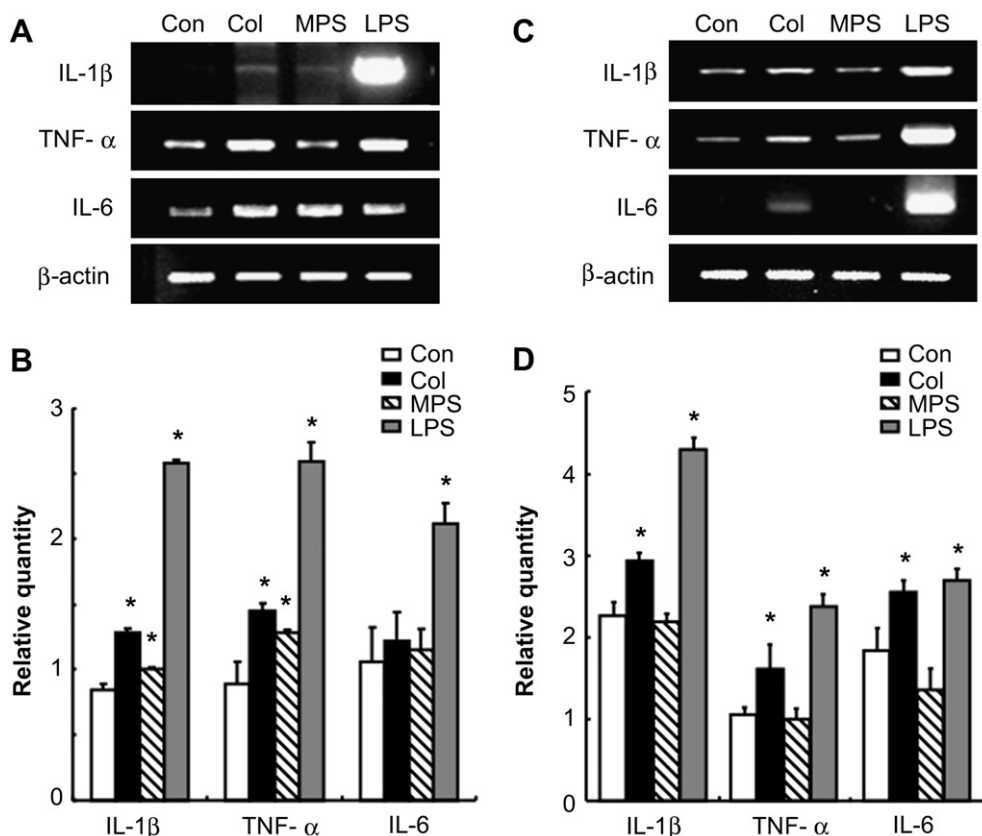 A
Con Col MPS LPS
IL-1β
TNF- α
IL-6
β-actin
C
Con Col MPS LPS
IL-1β
TNF- α
IL-6
β-actin
B
Con
Col
MPS
LPS
Relative quantity
3
2
1
0
* * *
* * *
*
IL-1β TNF- α IL-6
D
Con
Col
MPS
LPS
Relative quantity
5
4
3
2
1
0
* *
* *
* *
IL-1β TNF- α IL-6